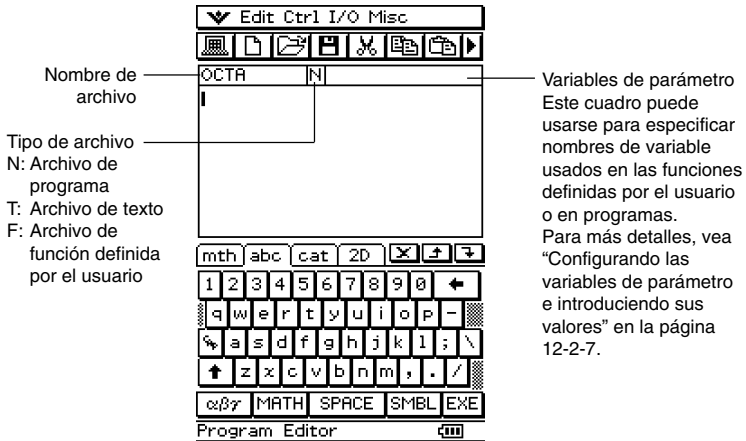 Edit Ctrl I/O Misc
Nombre de
archivo
OCTA N
Tipo de archivo
N: Archivo de
programa
T: Archivo de texto
F: Archivo de
función definida
por el usuario
Variables de parámetro
Este cuadro puede
usarse para especificar
nombres de variable
usados en las funciones
definidas por el usuario
o en programas.
Para más detalles, vea
“Configurando las
variables de parámetro
e introduciendo sus
valores” en la página
12-2-7.
mth abc cat 2D
1 2 3 4 5 6 7 8 9 0 ←
q w e r t y u i o p -
a s d f g h j k l ; \
↑ z x c v b n m , . /
αβγ MATH SPACE SMBL EXE
Program Editor